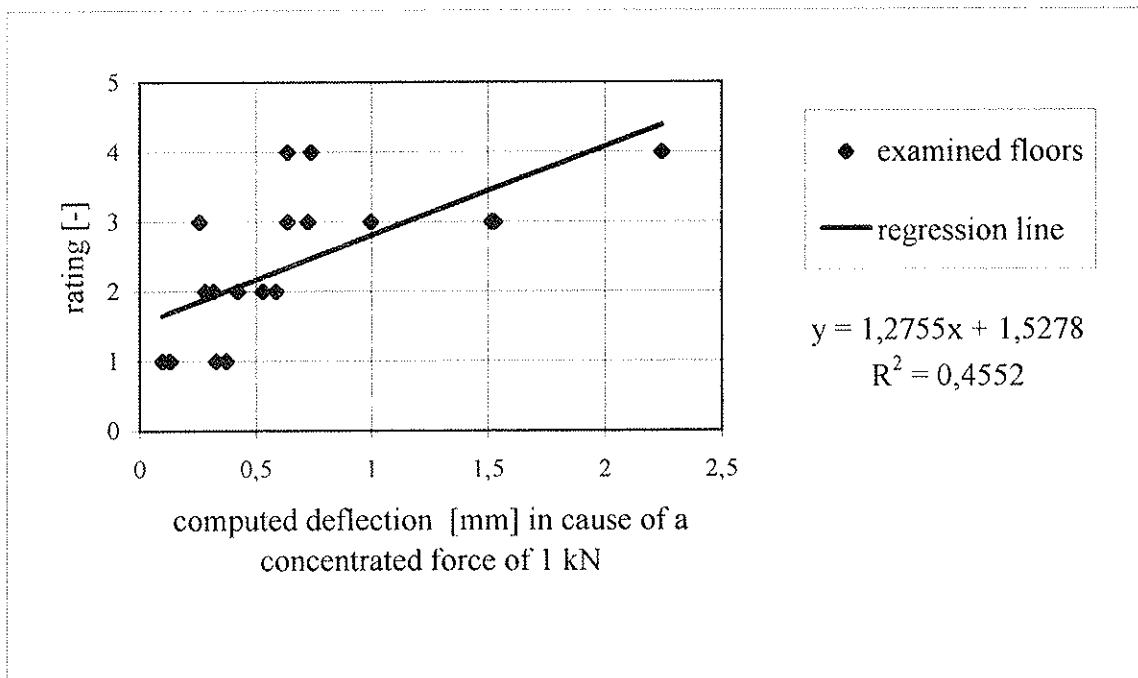 5
4
3
2
1
0
rating [-]
0 0,5 1 1,5 2 2,5
computed deflection [mm] in cause of a
concentrated force of 1 kN
examined floors
regression line
y = 1,2755x + 1,5278
R² = 0,4552